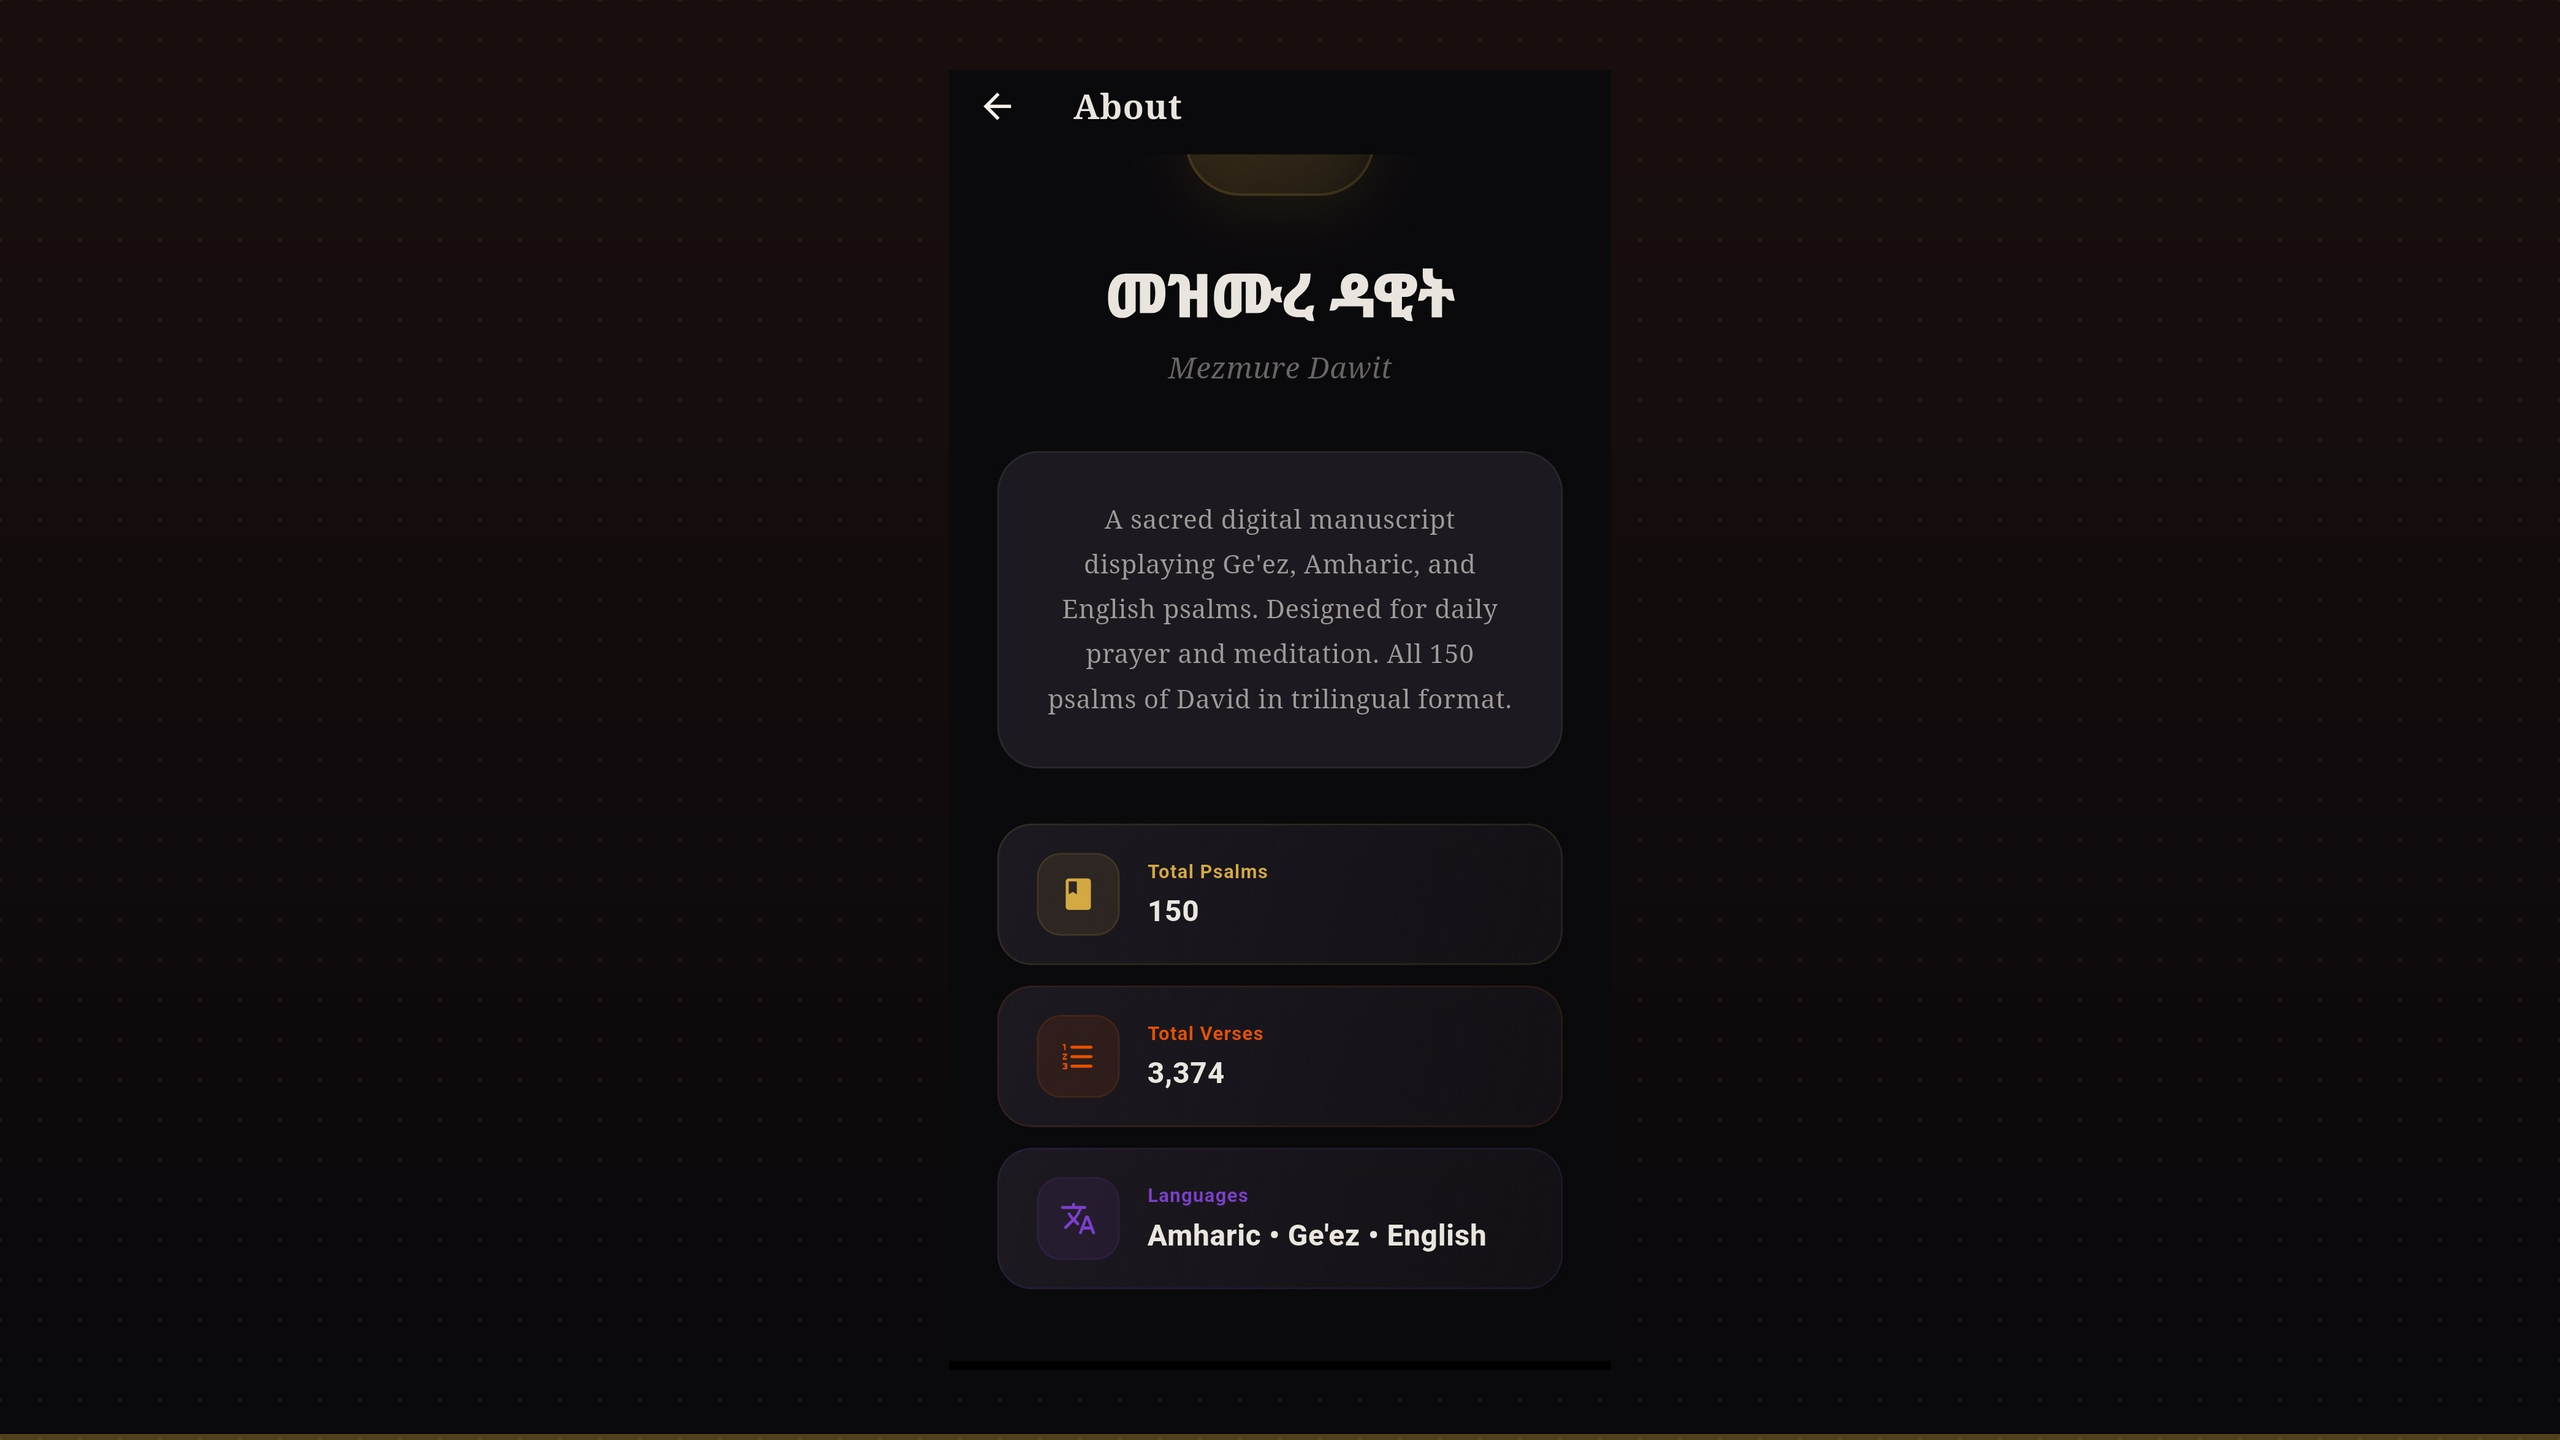 About
መዝሙረ ዳዊት
Mezmure Dawit
A sacred digital manuscript
displaying Ge'ez, Amharic, and
English psalms. Designed for daily
prayer and meditation. All 150
psalms of David in trilingual format.
Total Psalms
150
Total Verses
3,374
Languages
Amharic • Ge'ez • English